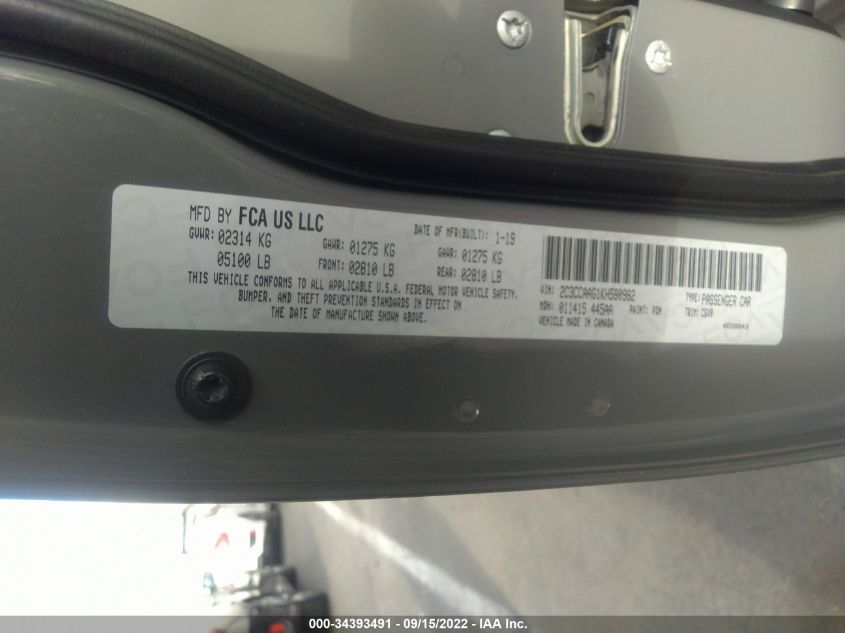 MFD BY FCA US LLC
DATE OF MFR(BUILT): 1-19
GVWR: 02314 KG GAWR: 01275 KG GAWR: 01275 KG
05100 LB FRONT: 02810 LB REAR: 02810 LB
THIS VEHICLE CONFORMS TO ALL APPLICABLE U.S.A. FEDERAL MOTOR VEHICLE SAFETY,
BUMPER, AND THEFT PREVENTION STANDARDS IN EFFECT ON
THE DATE OF MANUFACTURE SHOWN ABOVE.
VIN: 2C3CCAAG1KH580982 TYPE: PASSENGER CAR
MDH: 011415 445AA PAINT: PDN TRIM: CSX9
VEHICLE MADE IN CANADA 4650043
000-34393491 - 09/15/2022 - IAA Inc.